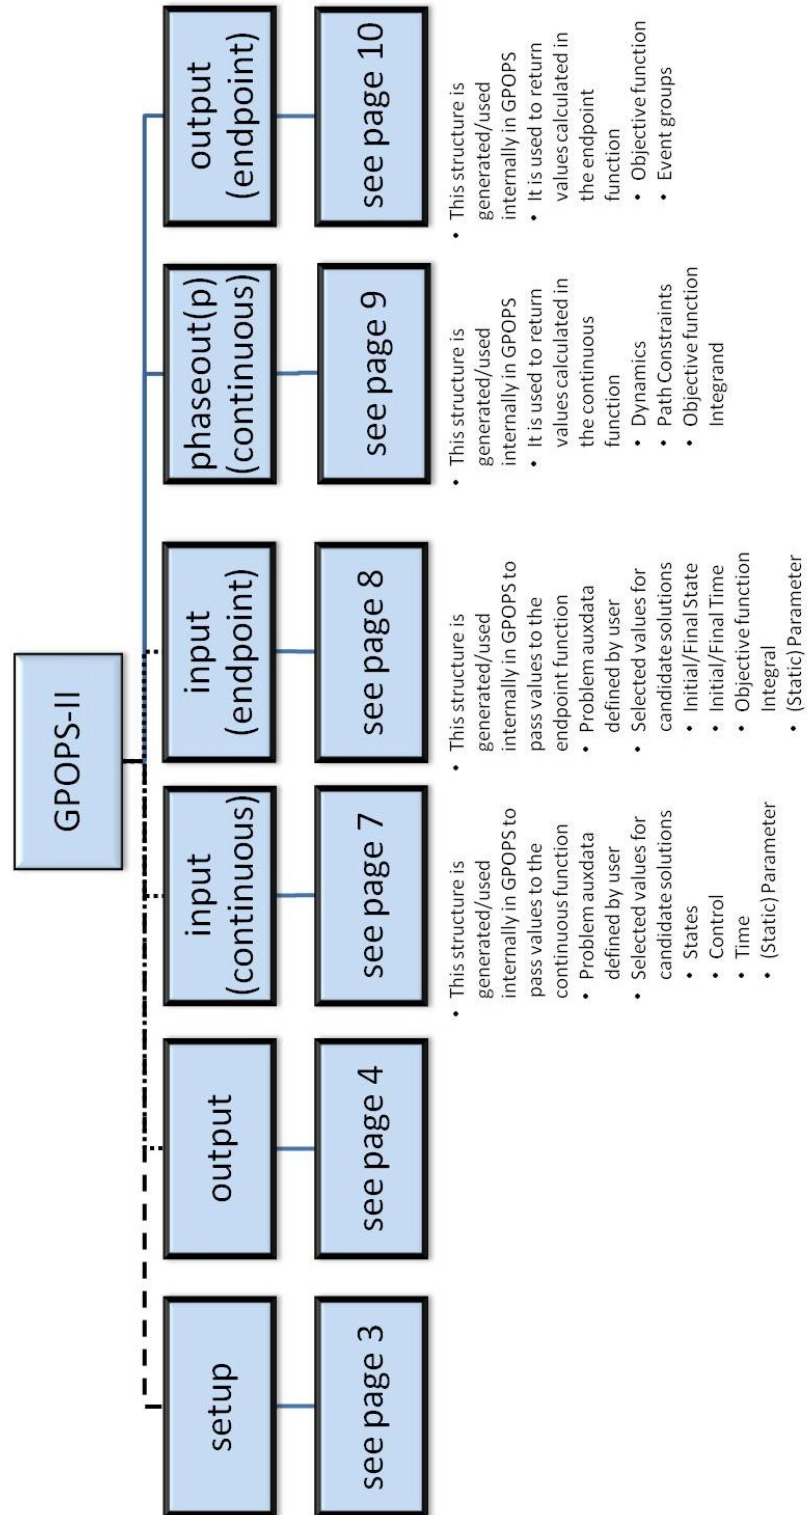 GPOPS-II
setup
see page 3
output
see page 4
input
(continuous)
see page 7
• This structure is
generated/used
internally in GPOPS to
pass values to the
continuous function
• Problem auxdata
defined by user
• Selected values for
candidate solutions
• States
• Control
• Time
• (Static) Parameter
input
(endpoint)
see page 8
• This structure is
generated/used
internally in GPOPS to
pass values to the
endpoint function
• Problem auxdata
defined by user
• Selected values for
candidate solutions
• Initial/Final State
• Initial/Final Time
• Objective function
Integral
• (Static) Parameter
phaseout(p)
(continuous)
see page 9
• This structure is
generated/used
internally in GPOPS
• It is used to return
values calculated in
the continuous
function
• Dynamics
• Path Constraints
• Objective function
Integrand
output
(endpoint)
see page 10
• This structure is
generated/used
internally in GPOPS
• It is used to return
values calculated in
the endpoint
function
• Objective function
• Event groups